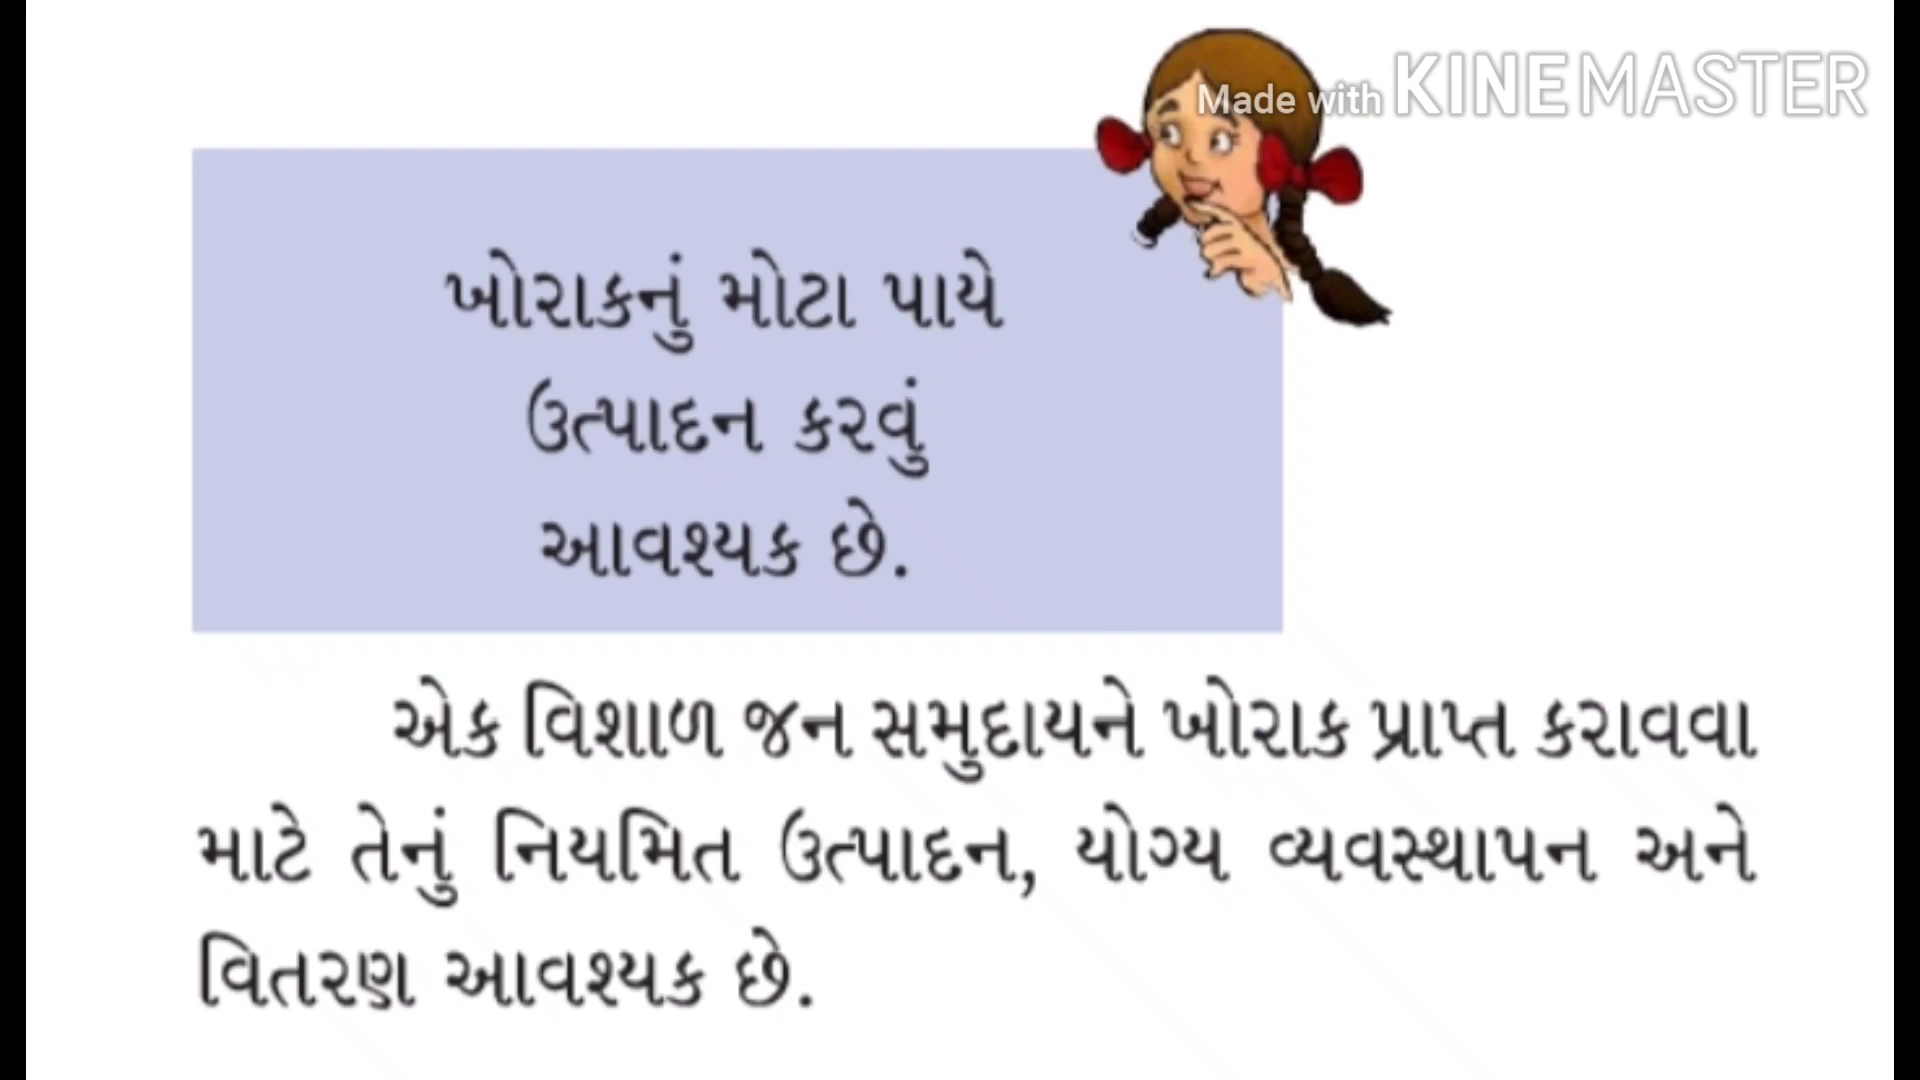 Made with KINEMASTER
ખોરાકનું મોટા પાયે
ઉત્પાદન કરવું
આવશ્યક છે.
એક વિશાળ જન સમુદાયને ખોરાક પ્રાપ્ત કરાવવા
માટે તેનું નિયમિત ઉત્પાદન, યોગ્ય વ્યવસ્થાપન અને
વિતરણ આવશ્યક છે.